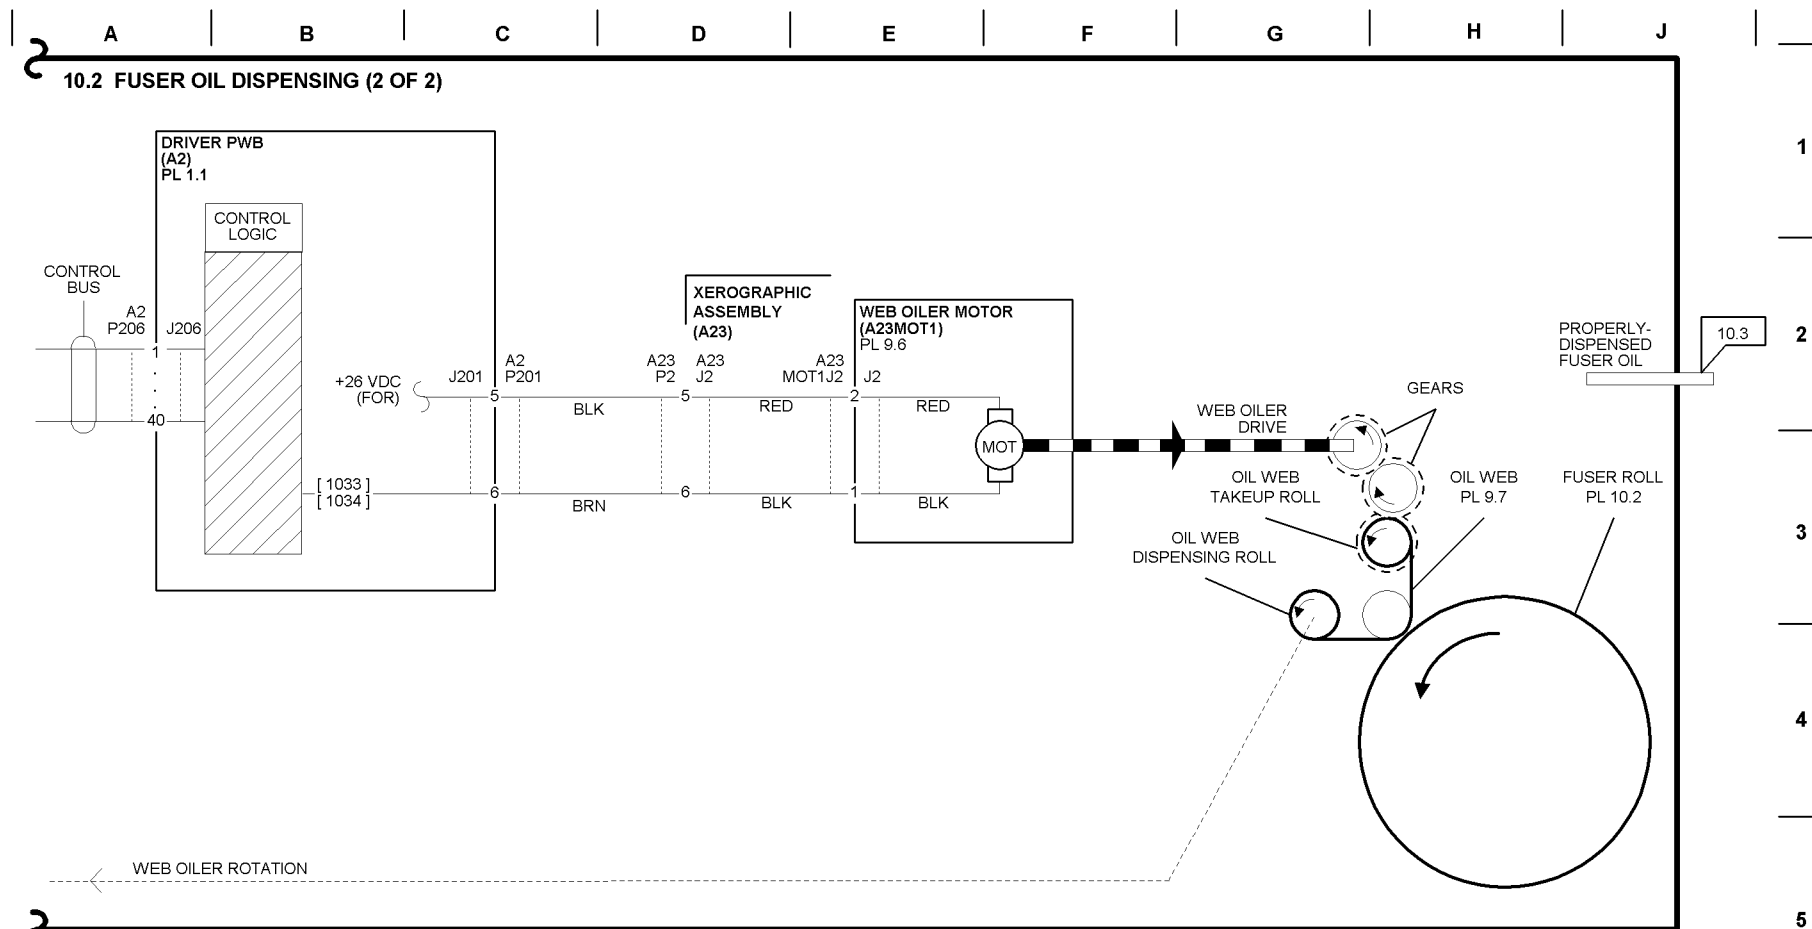 A B C D E F G H J
10.2 FUSER OIL DISPENSING (2 OF 2)
DRIVER PWB
(A2)
PL 1.1
1
CONTROL
LOGIC
CONTROL
BUS
A2
P206 J206
1
40
+26 VDC
(FOR)
J201
A2
P201
5
BLK
[ 1033 ]
[ 1034 ]
6
BRN
XEROGRAPHIC
ASSEMBLY
(A23)
A23 A23
P2 J2
5
RED
6
BLK
WEB OILER MOTOR
(A23MOT1)
PL 9.6
A23
MOT1J2 J2
2
RED
MOT
1
BLK
PROPERLY-
DISPENSED
FUSER OIL
10.3
2
GEARS
WEB OILER
DRIVE
OIL WEB
TAKEUP ROLL
OIL WEB
PL 9.7
FUSER ROLL
PL 10.2
OIL WEB
DISPENSING ROLL
3
4
WEB OILER ROTATION
5